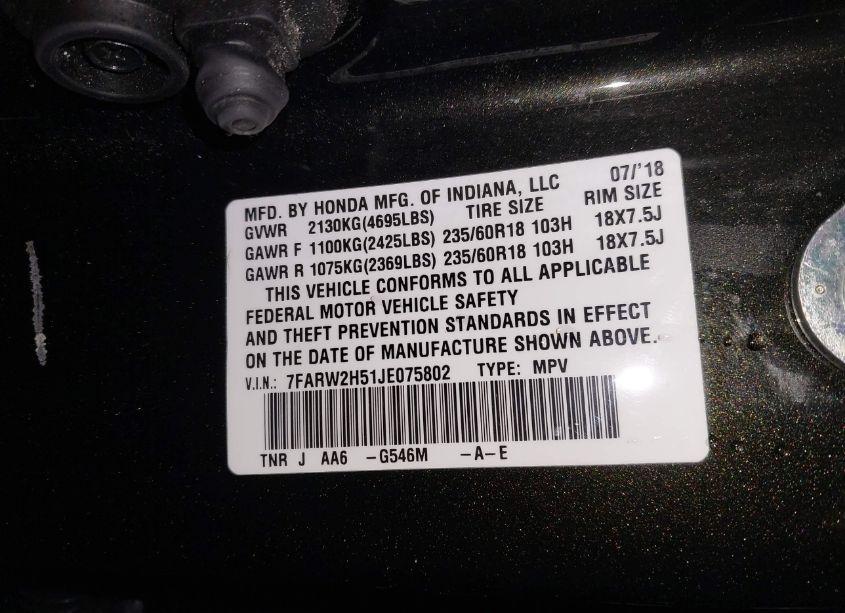 MFD. BY HONDA MFG. OF INDIANA, LLC 07/'18
GVWR 2130KG(4695LBS) TIRE SIZE RIM SIZE
GAWR F 1100KG(2425LBS) 235/60R18 103H 18X7.5J
GAWR R 1075KG(2369LBS) 235/60R18 103H 18X7.5J
THIS VEHICLE CONFORMS TO ALL APPLICABLE
FEDERAL MOTOR VEHICLE SAFETY
AND THEFT PREVENTION STANDARDS IN EFFECT
ON THE DATE OF MANUFACTURE SHOWN ABOVE.
V.I.N.: 7FARW2H51JE075802 TYPE: MPV
TNR J AA6 -G546M -A-E